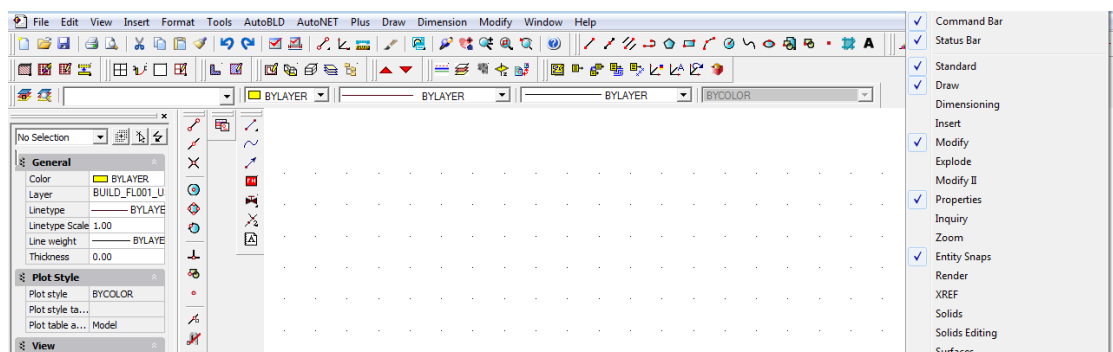 File Edit View Insert Format Tools AutoBLD AutoNET Plus Draw Dimension Modify Window Help
BYLAYER BYLAYER BYLAYER BYCOLOR
No Selection
General
Color BYLAYER
Layer BUILD_FL001_U
Linetype BYLAYE
Linetype Scale 1.00
Line weight BYLAYE
Thickness 0.00
Plot Style
Plot style BYCOLOR
Plot style ta...
Plot table a... Model
View
Command Bar
Status Bar
Standard
Draw
Dimensioning
Insert
Modify
Explode
Modify II
Properties
Inquiry
Zoom
Entity Snaps
Render
XREF
Solids
Solids Editing
Surfaces